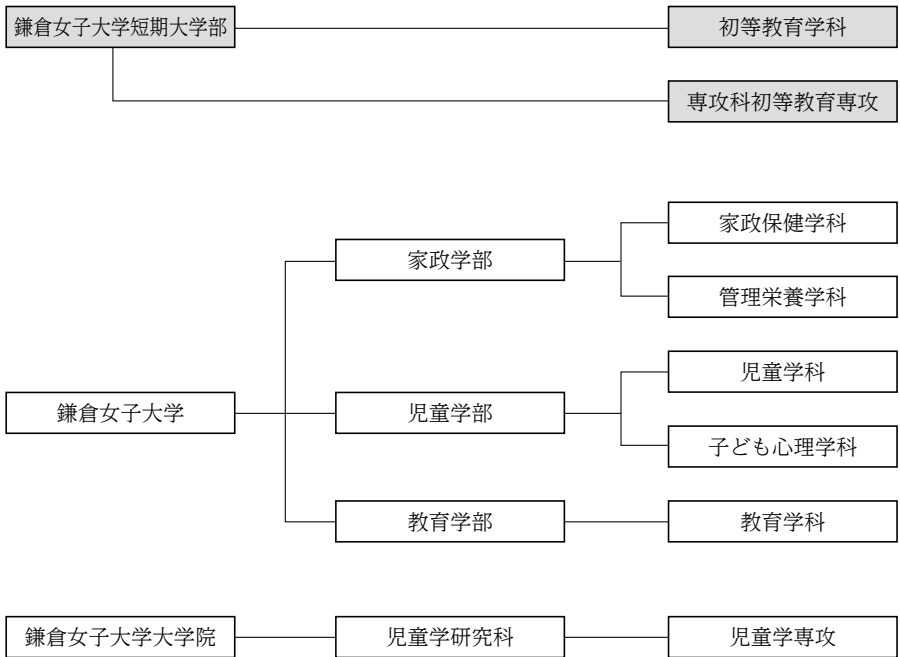 鎌倉女子大学短期大学部
初等教育学科
専攻科初等教育専攻
家政保健学科
家政学部
管理栄養学科
児童学科
鎌倉女子大学
児童学部
子ども心理学科
教育学部
教育学科
鎌倉女子大学大学院
児童学研究科
児童学専攻